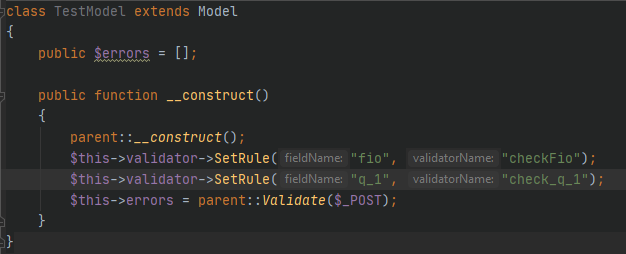 class TestModel extends Model
{
public $errors = [];
public function __construct()
{
parent::__construct();
$this->validator->SetRule( fieldName: "fio", validatorName: "checkFio");
$this->validator->SetRule( fieldName: "q_1", validatorName: "check_q_1");
$this->errors = parent::Validate($_POST);
}
}